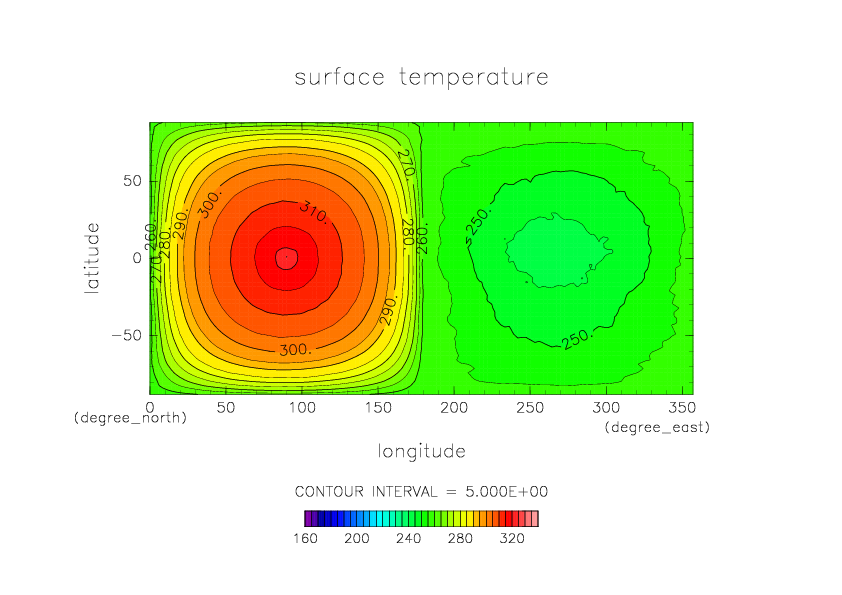 surface temperature
270.
50
300.
310.
250.
290.
260.
280.
280.
260.
latitude
0
270.
290.
−50
300.
250.
0 50 100 150 200 250 300 350
(degree_north)
(degree_east)
longitude
CONTOUR INTERVAL = 5.000E+00
160 200 240 280 320